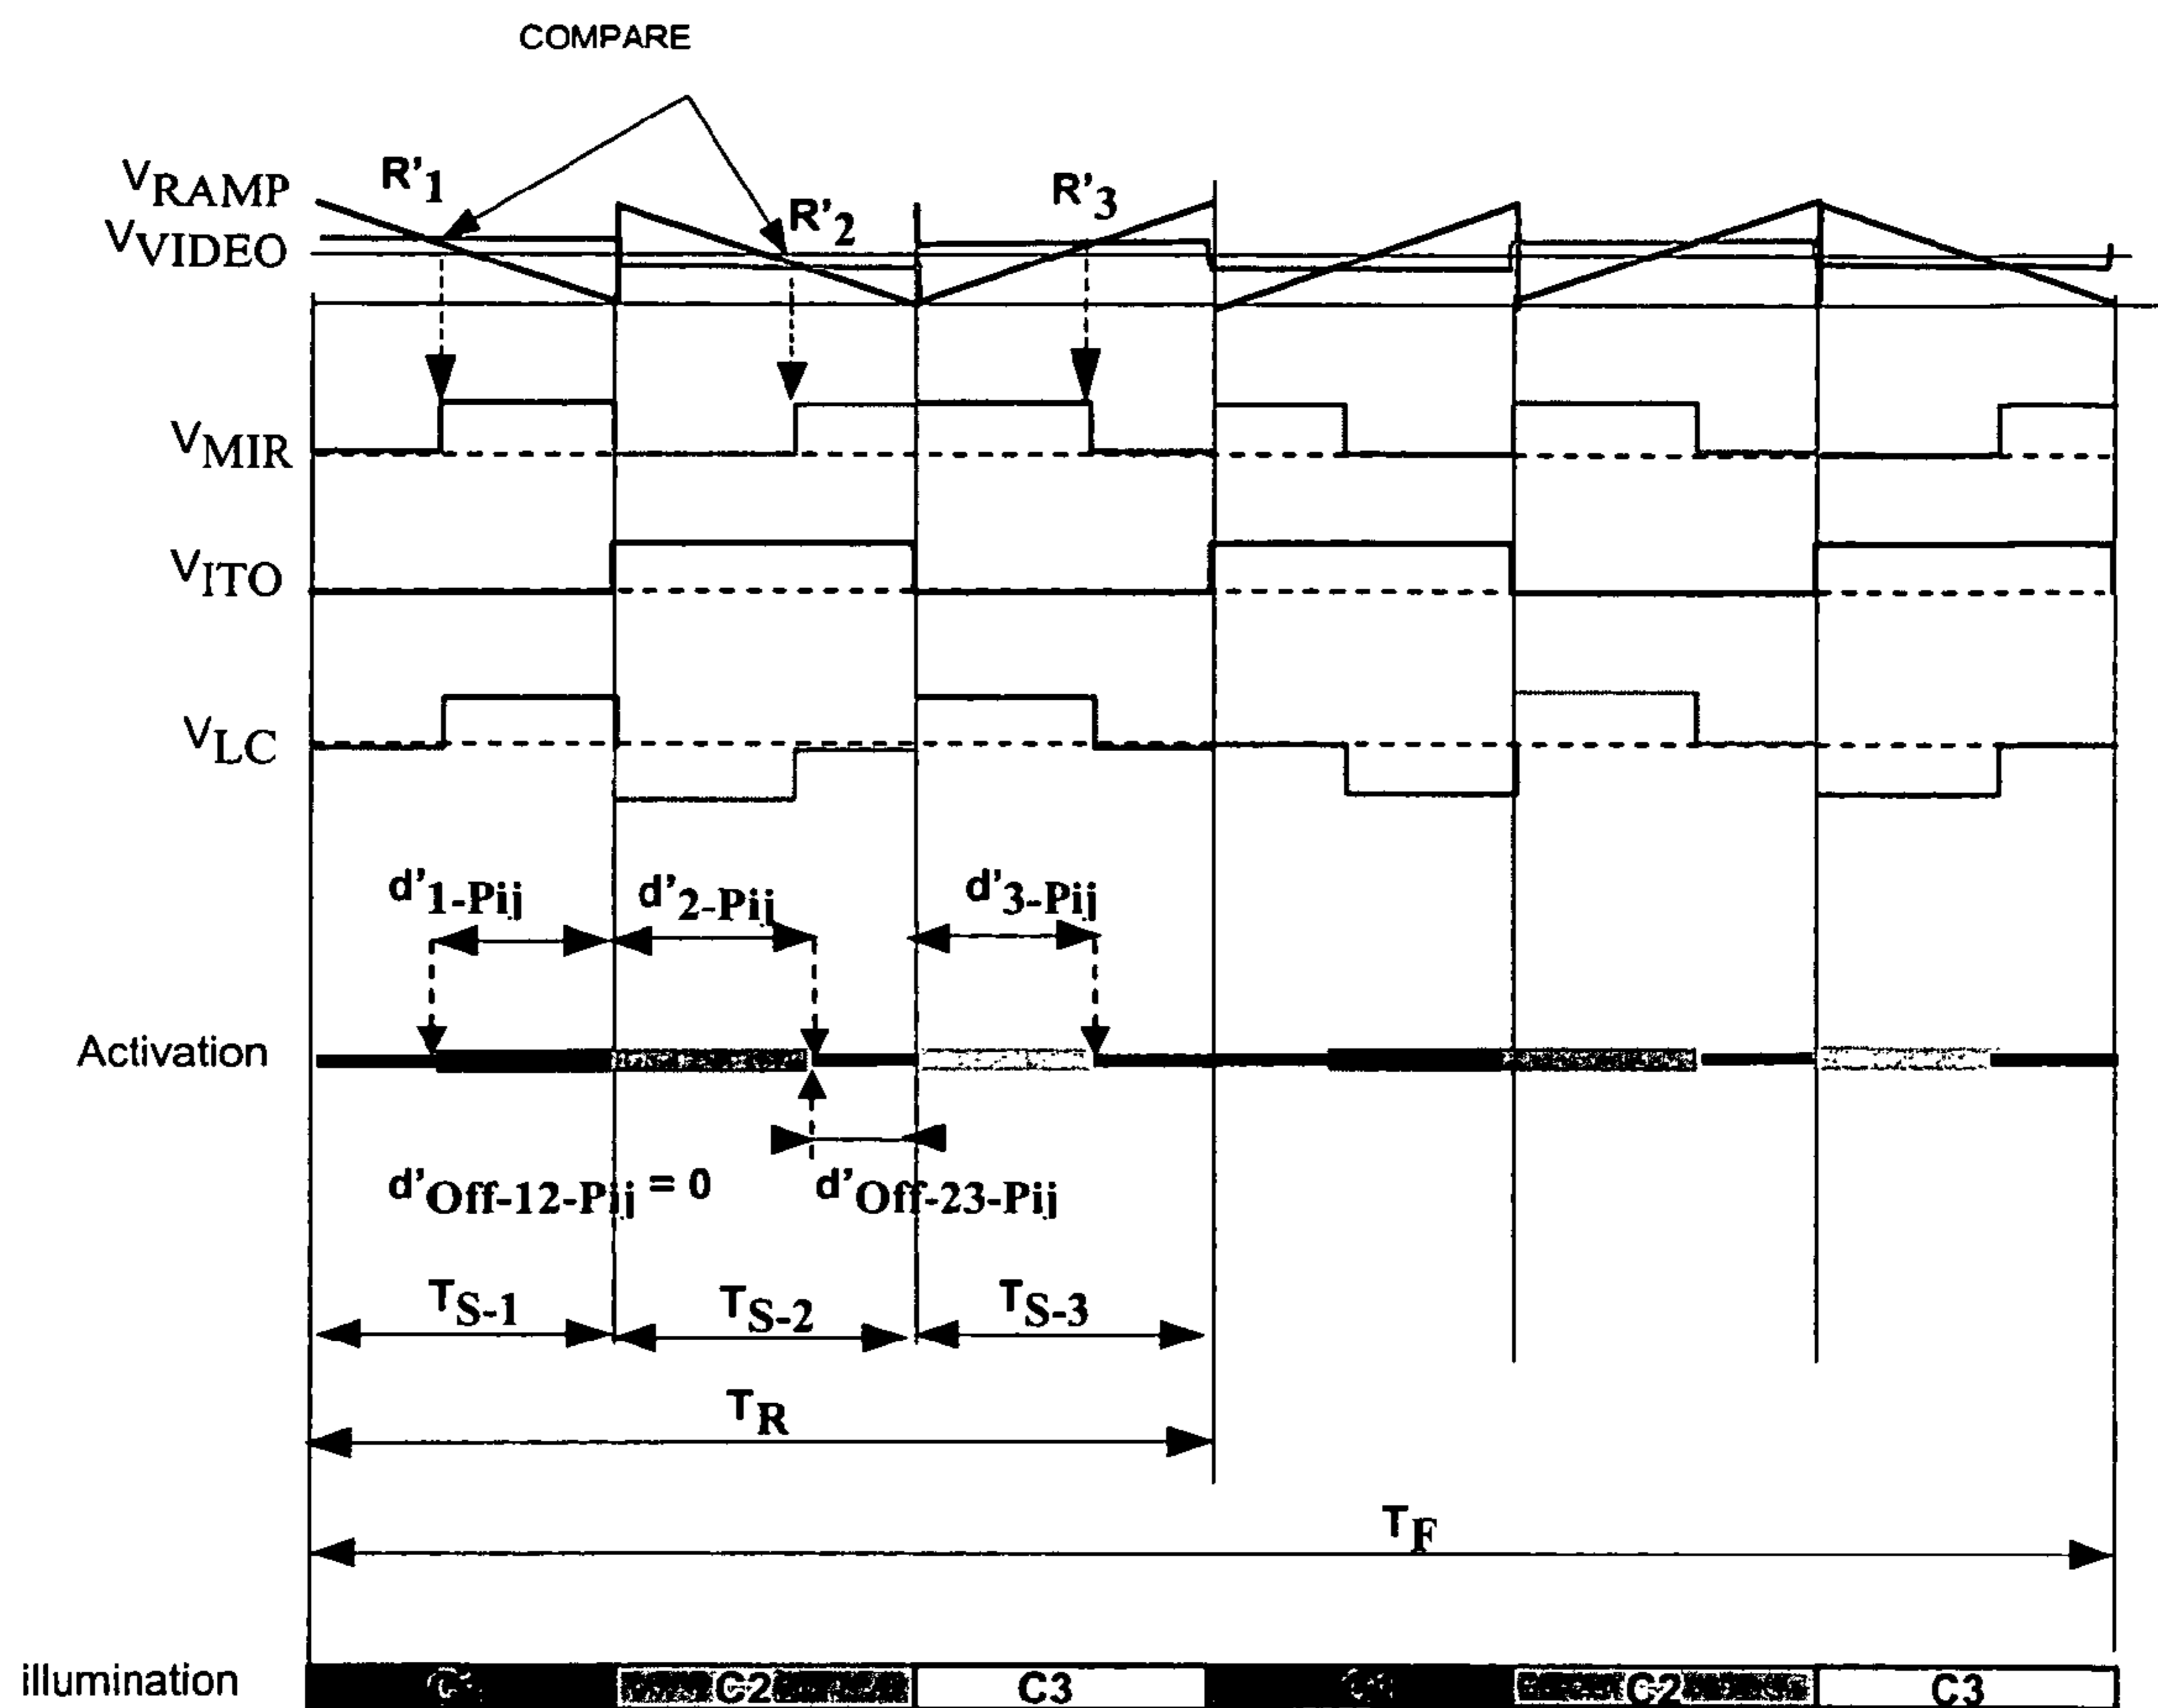 COMPARE
VRAMP
R'1
R'2
R'3
VVIDEO
VMIR
VITO
VLC
d'1-Pij
d'2-Pij
d'3-Pij
Activation
d'Off-12-Pij = 0
d'Off-23-Pij
TS-1
TS-2
TS-3
TR
TF
illumination
C2
C3
C2
C3